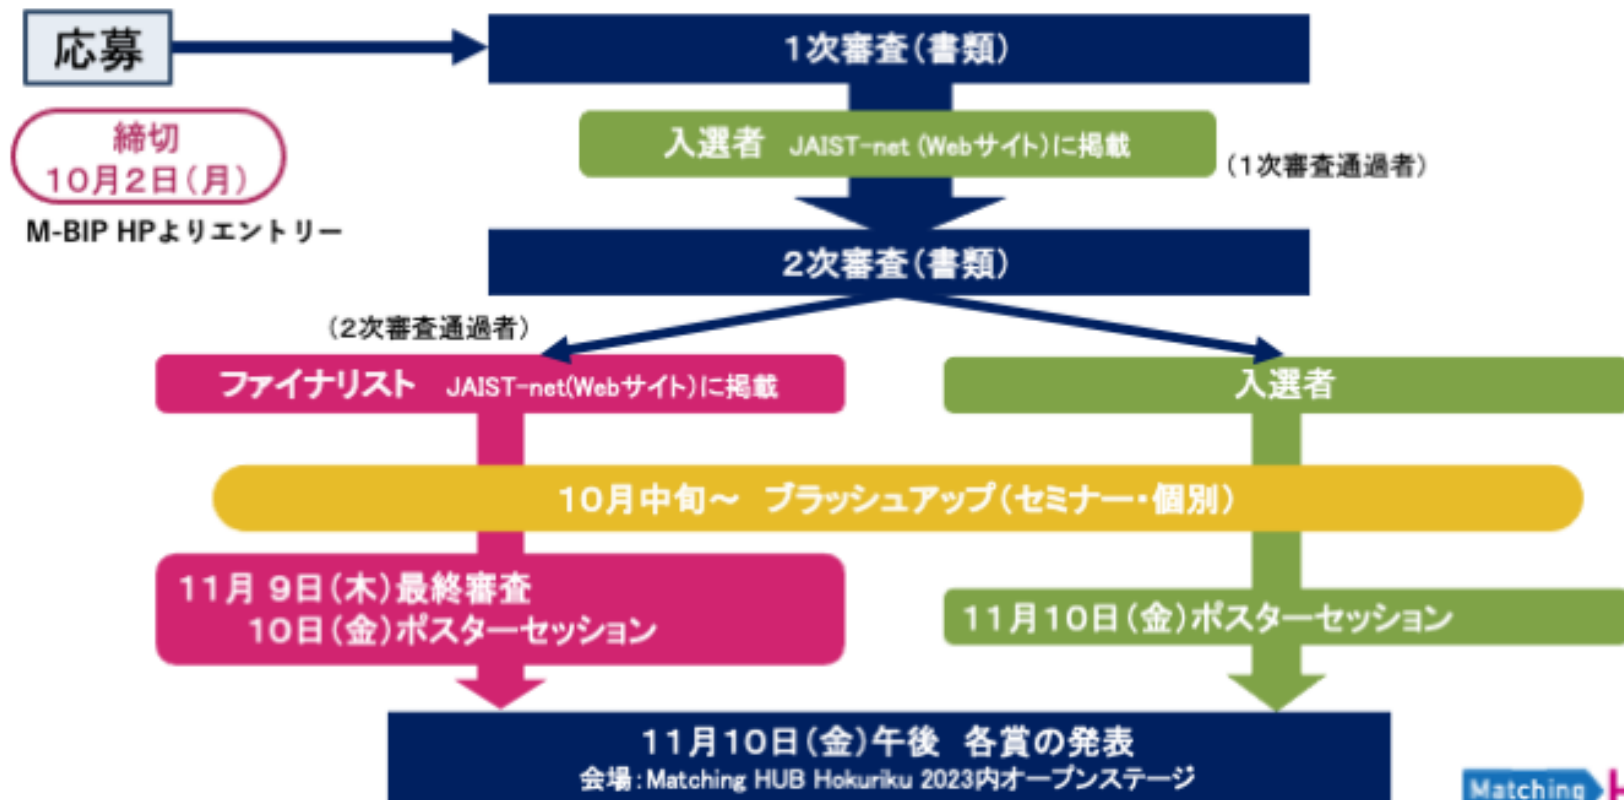 応募
1次審査(書類)
締切
10月2日(月)
M-BIP HPよりエントリー
入選者 JAIST-net (Webサイト)に掲載
(1次審査通過者)
2次審査(書類)
(2次審査通過者)
ファイナリスト JAIST-net(Webサイト)に掲載
入選者
10月中旬～ ブラッシュアップ(セミナー・個別)
11月 9日(木)最終審査
10日(金)ポスターセッション
11月10日(金)ポスターセッション
11月10日(金)午後 各賞の発表
会場:Matching HUB Hokuriku 2023内オープンステージ
Matching